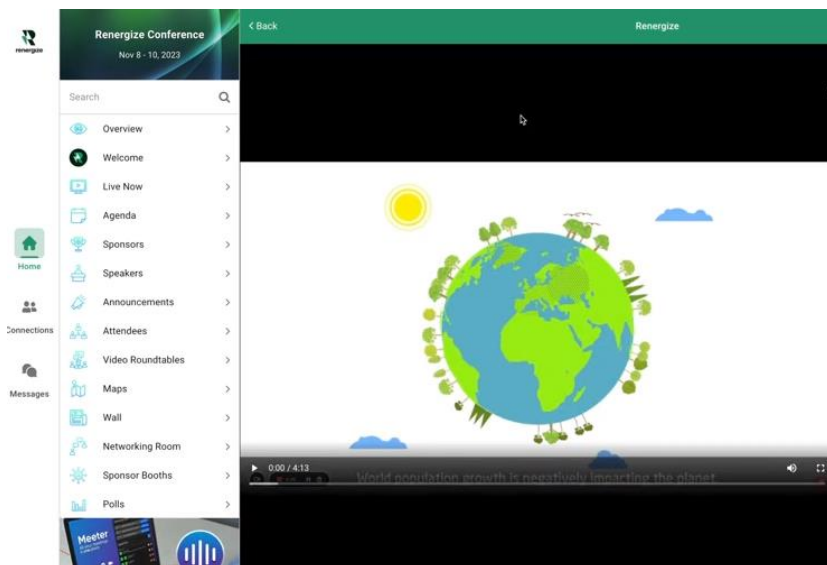 renergize
Renergize Conference
Nov 8 - 10, 2023
Search
Overview
Welcome
Live Now
Agenda
Sponsors
Speakers
Announcements
Attendees
Video Roundtables
Maps
Wall
Networking Room
Sponsor Booths
Polls
Home
Connections
Messages
Meeter
Back
Renergize
0:00 / 4:13
World population growth is negatively impacting the planet